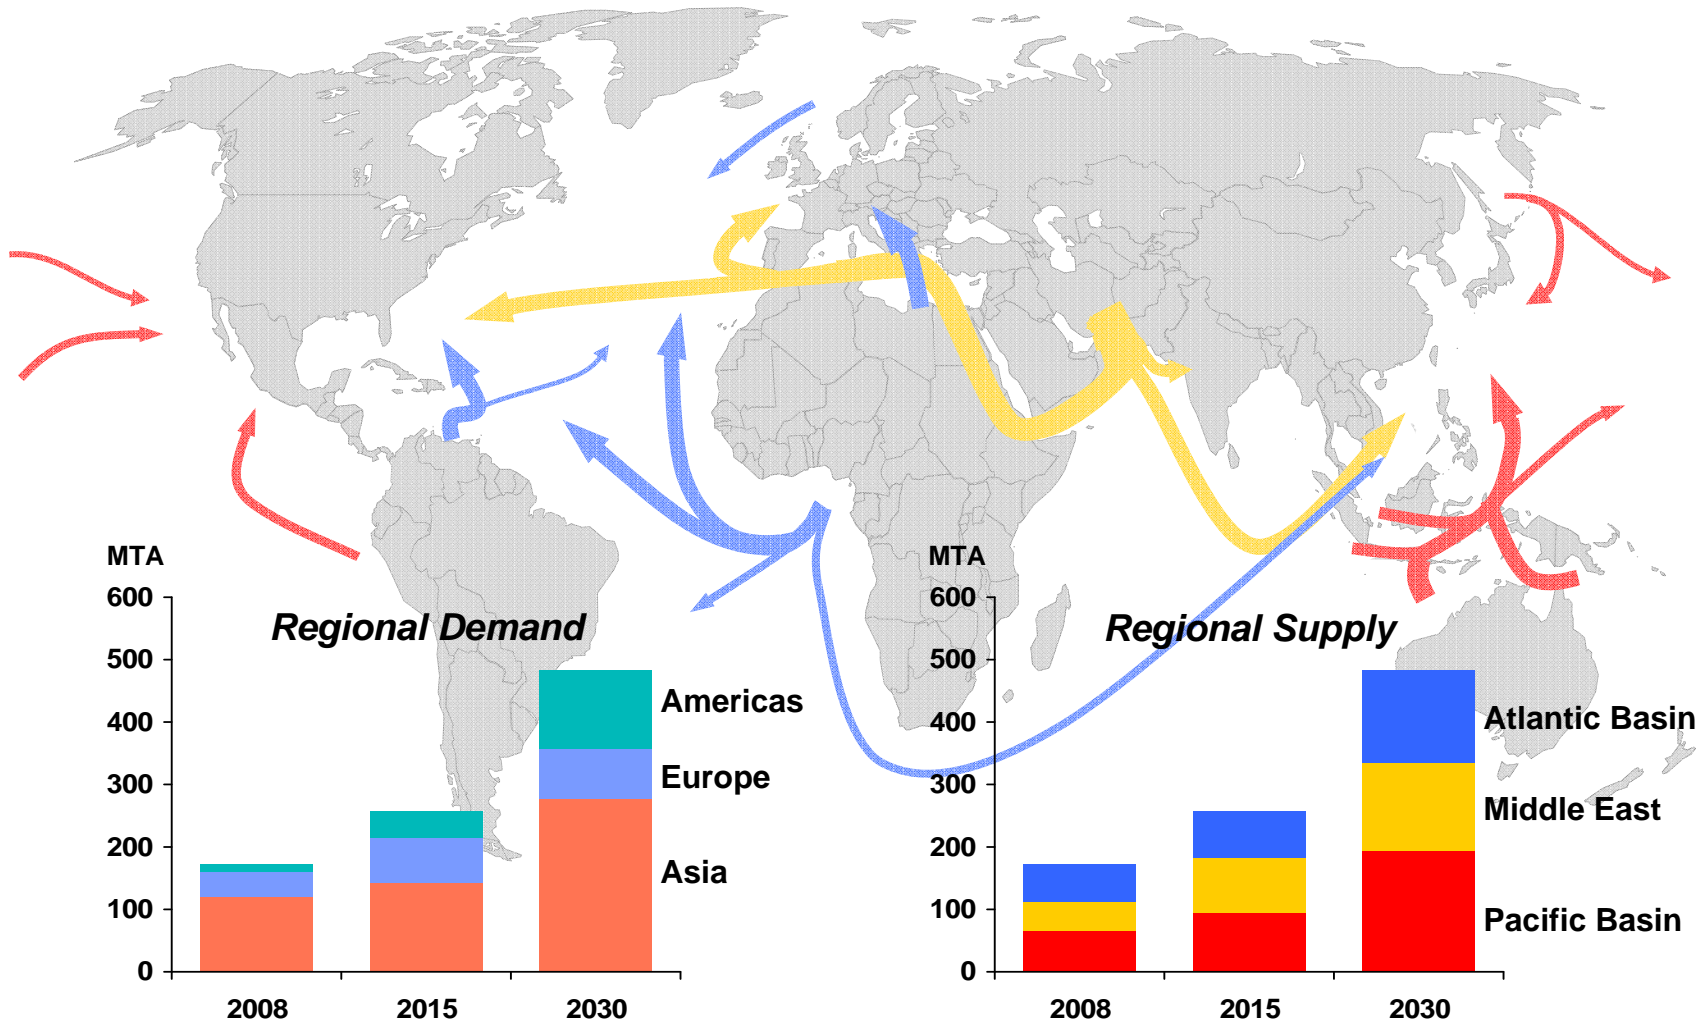 MTA
600
Regional Demand
500
Americas
400
Europe
300
200
Asia
100
0
2008 2015 2030
MTA
600
Regional Supply
500
400
Atlantic Basin
300
Middle East
200
100
Pacific Basin
0
2008 2015 2030